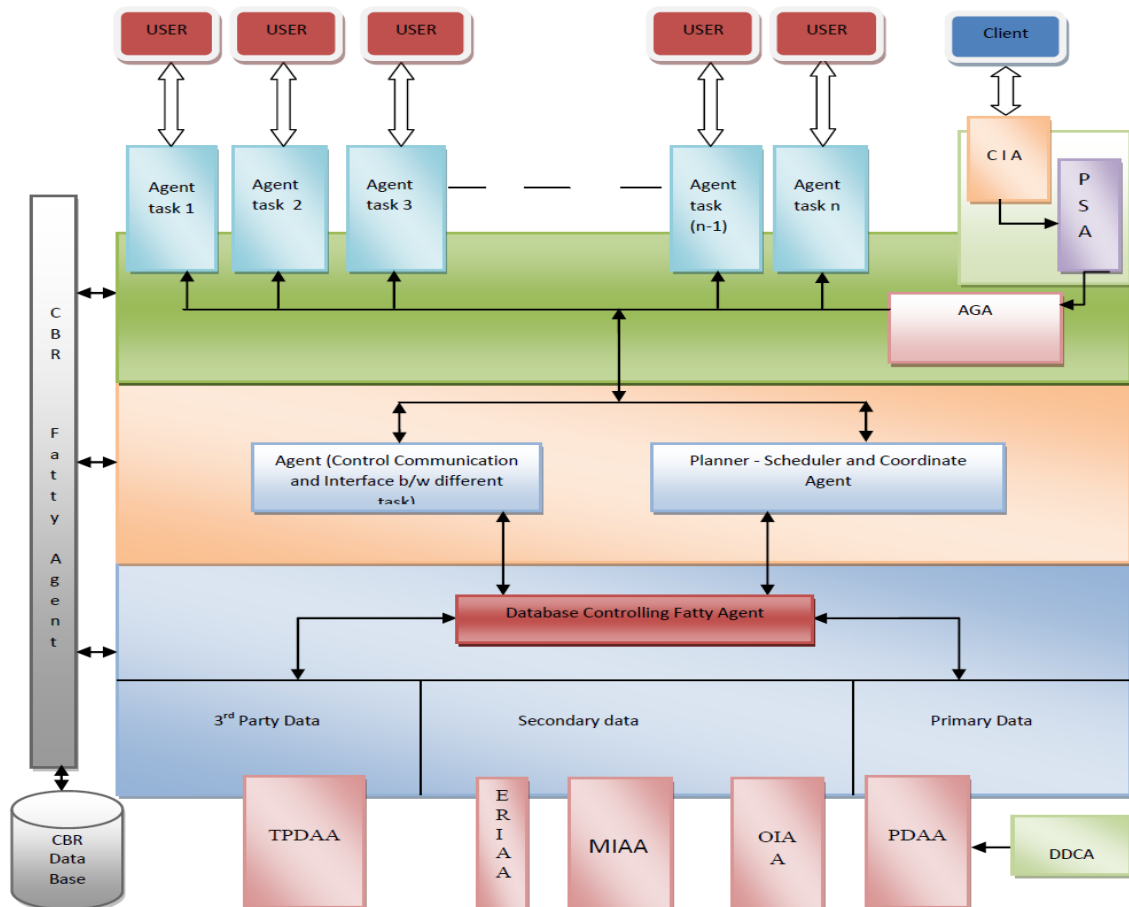 USER
USER
USER
USER
USER
Client
Agent
task 1
Agent
task 2
Agent
task 3
Agent
task
(n-1)
Agent
task n
C I A
P
S
A
AGA
C
B
R
F
a
t
t
y
A
g
e
n
t
Agent (Control Communication
and Interface b/w different
task)
Planner - Scheduler and Coordinate
Agent
Database Controlling Fatty Agent
3rd Party Data
Secondary data
Primary Data
TPDAA
E
R
I
A
A
MIAA
OIA
A
PDAA
DDCA
CBR
Data
Base